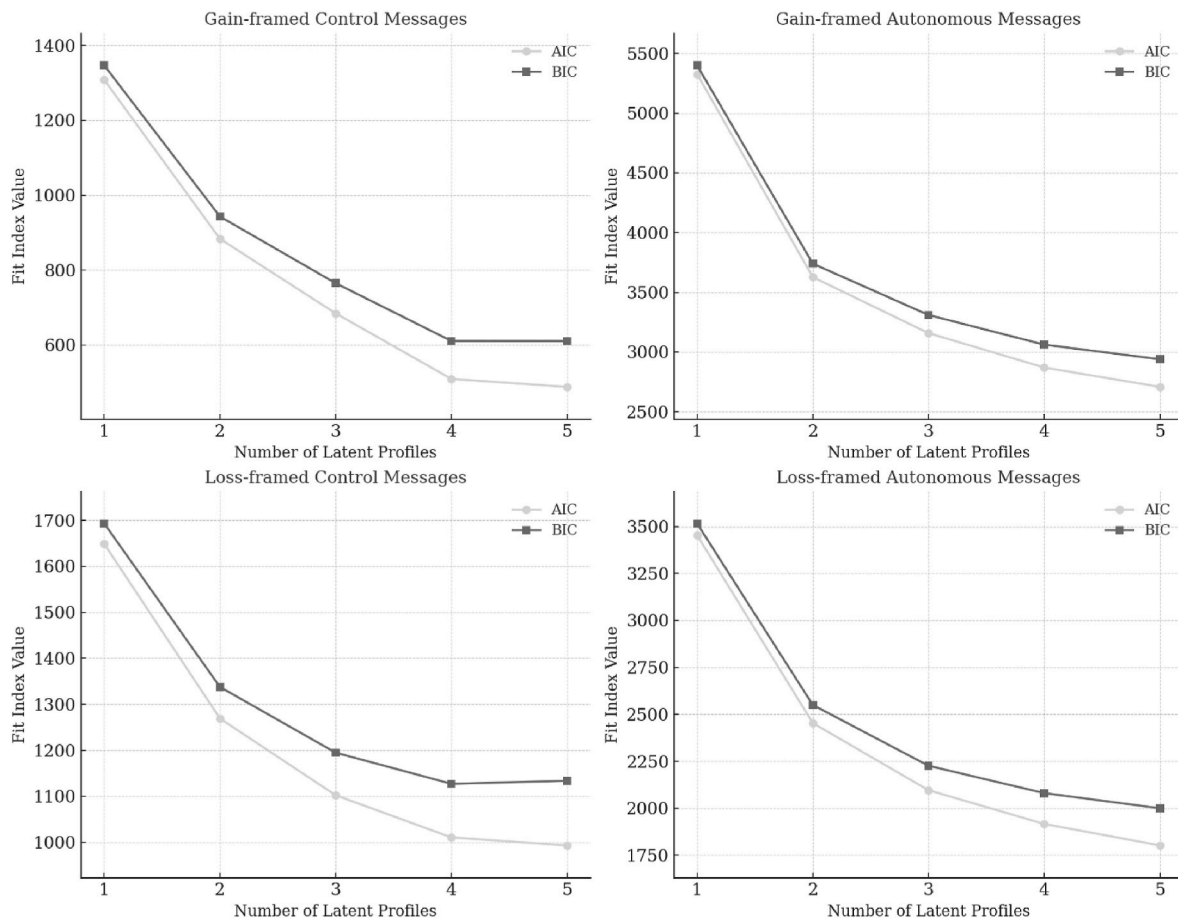 Gain-framed Control Messages
AIC
BIC
Fit Index Value
1400
1200
1000
800
600
1 2 3 4 5
Number of Latent Profiles
Gain-framed Autonomous Messages
AIC
BIC
Fit Index Value
5500
5000
4500
4000
3500
3000
2500
1 2 3 4 5
Number of Latent Profiles
Loss-framed Control Messages
AIC
BIC
Fit Index Value
1700
1600
1500
1400
1300
1200
1100
1000
1 2 3 4 5
Number of Latent Profiles
Loss-framed Autonomous Messages
AIC
BIC
Fit Index Value
3500
3250
3000
2750
2500
2250
2000
1750
1 2 3 4 5
Number of Latent Profiles